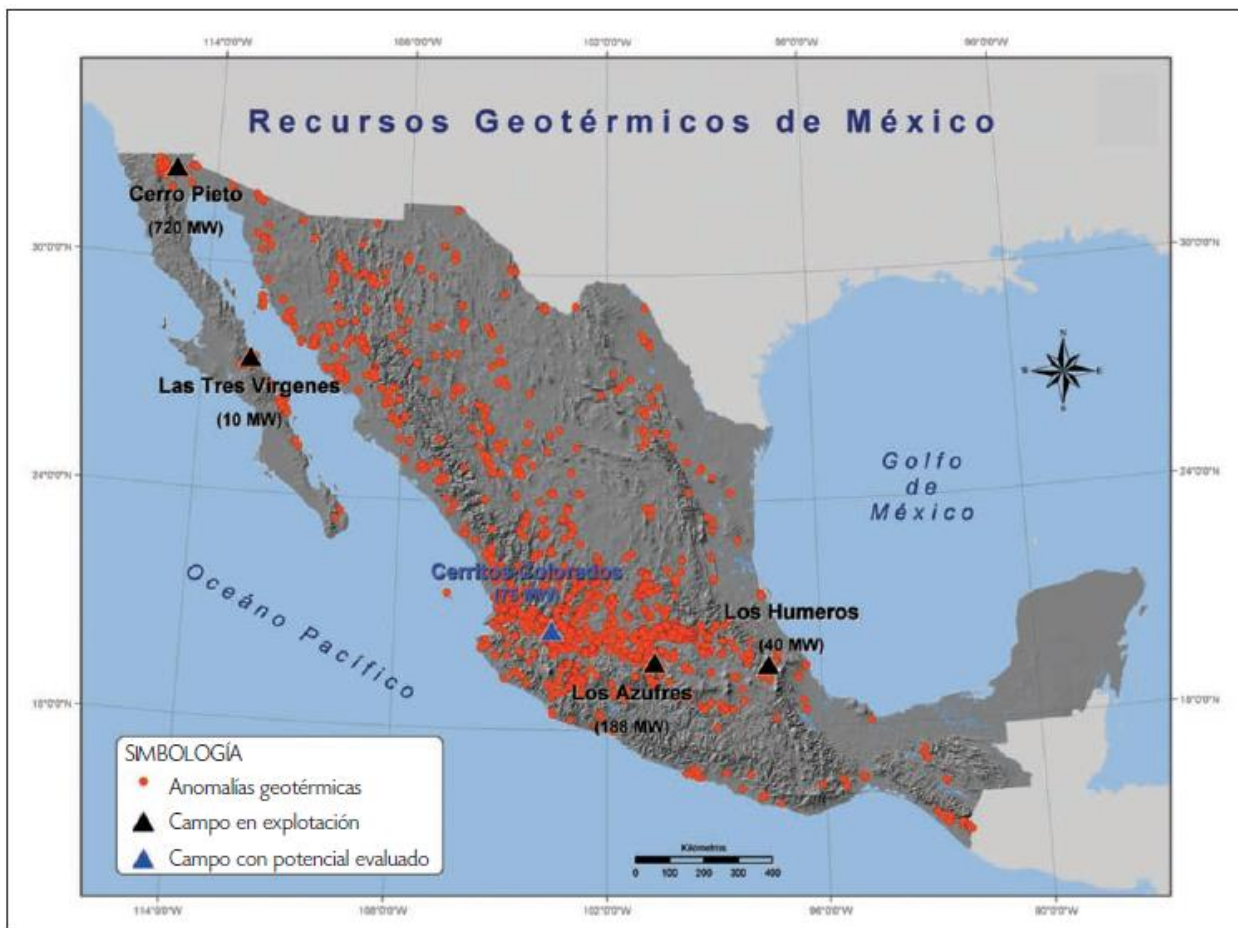 114°0'0"W 108°0'0"W 102°0'0"W 96°0'0"W 90°0'0"W
Recursos Geotérmicos de México
Cerro Pieto
(720 MW)
30°0'0"N 30°0'0"N
Las Tres Virgenes
(10 MW)
N
S
E
24°0'0"N 24°0'0"N
Golfo
de
México
Cerritos Colorados
(75 MW)
Océano Pacífico
Los Humeros
(40 MW)
Los Azufres
(188 MW)
18°0'0"N 18°0'0"N
SIMBOLOGÍA
Anomalías geotérmicas
Campo en explotación
Campo con potencial evaluado
Kilómetros
0 100 200 300 400
114°0'0"W 108°0'0"W 102°0'0"W 96°0'0"W 90°0'0"W